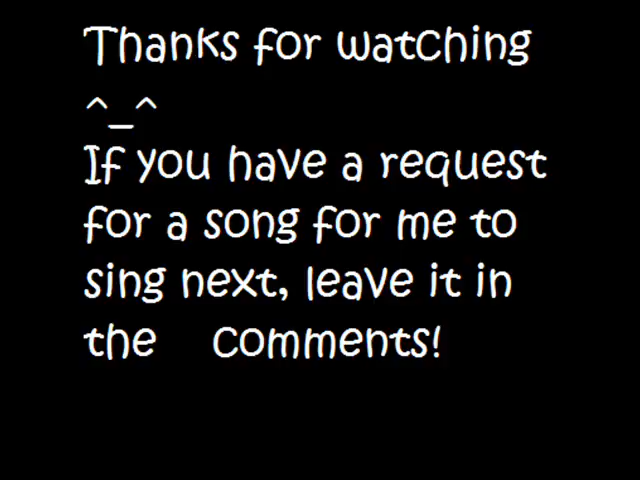 Thanks for watching
^_^
If you have a request
for a song for me to
sing next, leave it in
the comments!